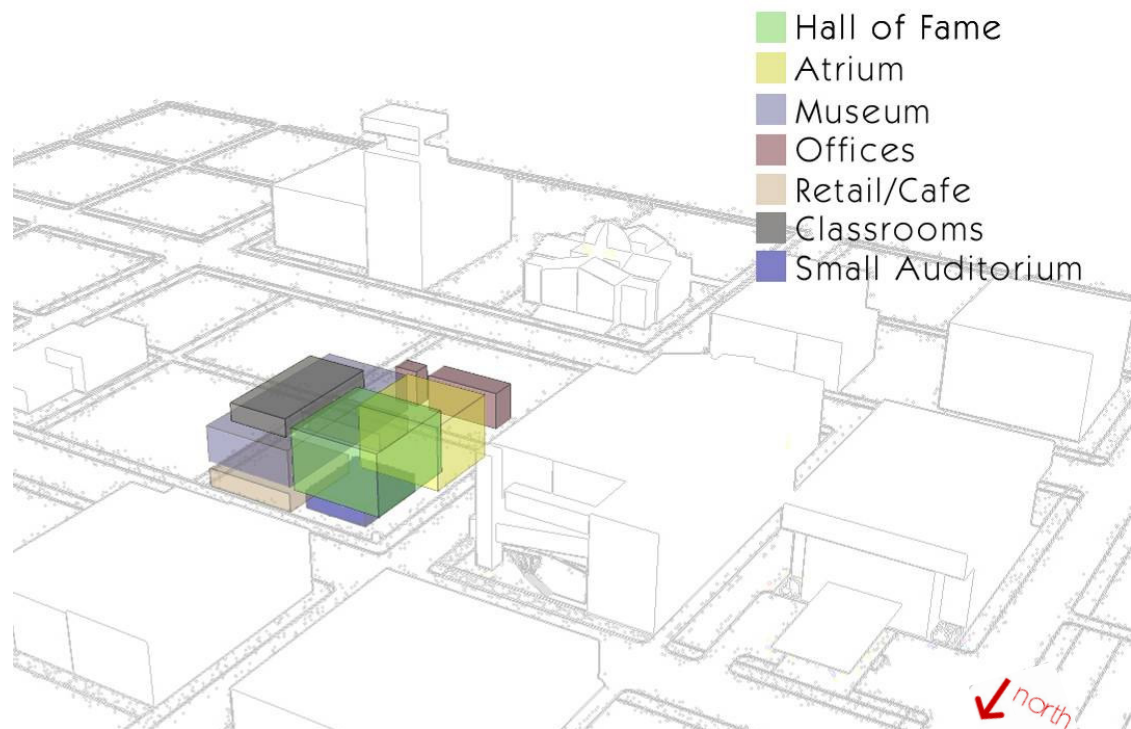 Hall of Fame
Atrium
Museum
Offices
Retail/Cafe
Classrooms
Small Auditorium
north